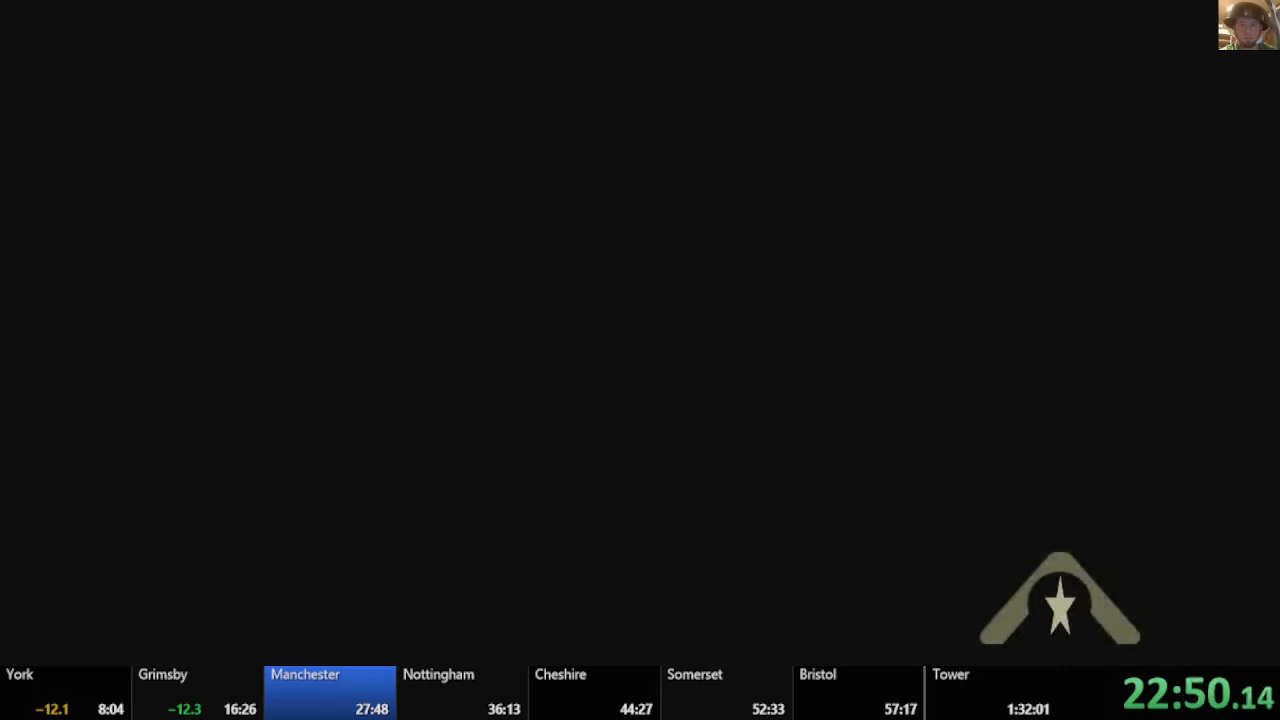 York
−12.1 8:04
Grimsby
−12.3 16:26
Manchester
27:48
Nottingham
36:13
Cheshire
44:27
Somerset
52:33
Bristol
57:17
Tower
1:32:01
22:50.14